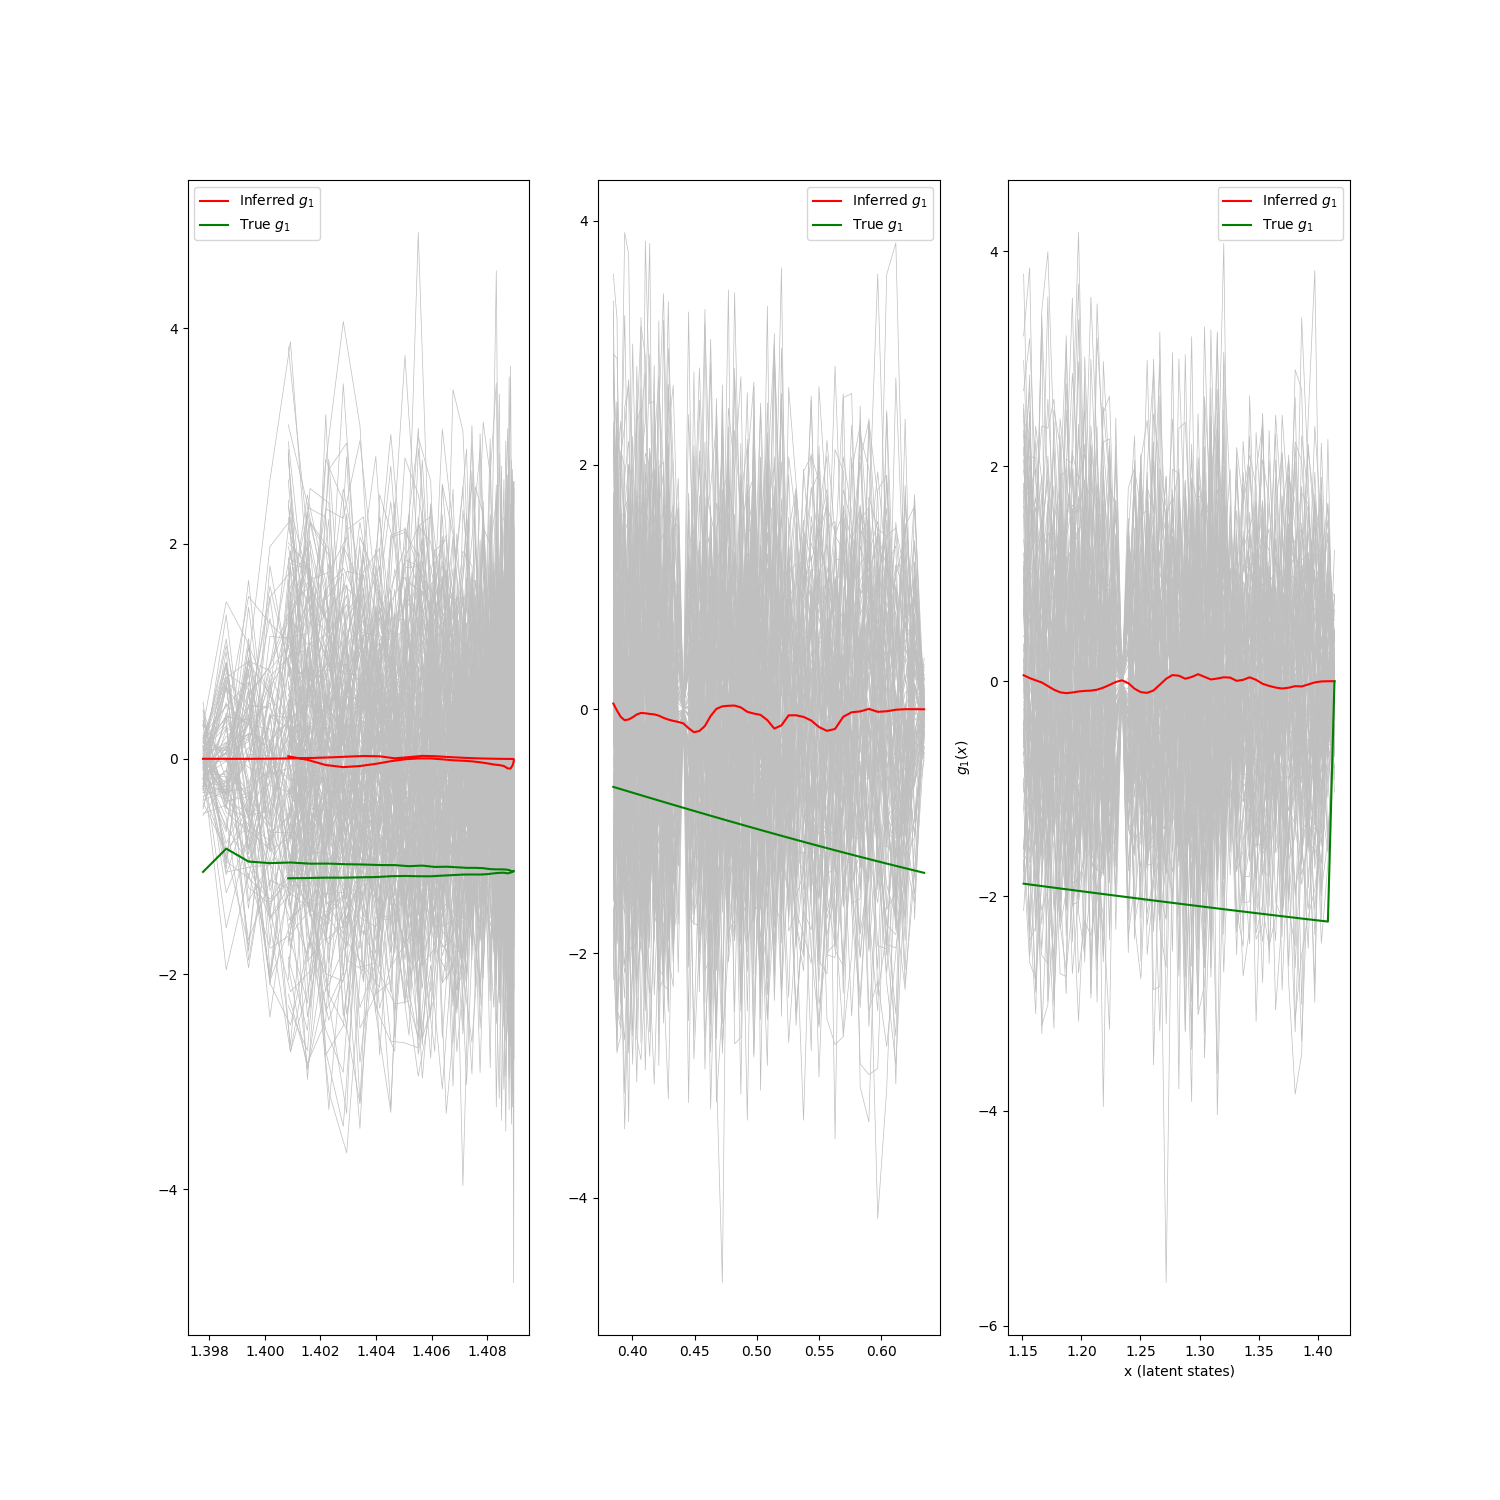 Inferred g₁
True g₁
4
2
0
−2
−4
1.398 1.400 1.402 1.404 1.406 1.408
Inferred g₁
True g₁
4
2
0
−2
−4
0.40 0.45 0.50 0.55 0.60
Inferred g₁
True g₁
g₁(x)
4
2
0
−2
−4
−6
1.15 1.20 1.25 1.30 1.35 1.40
x (latent states)